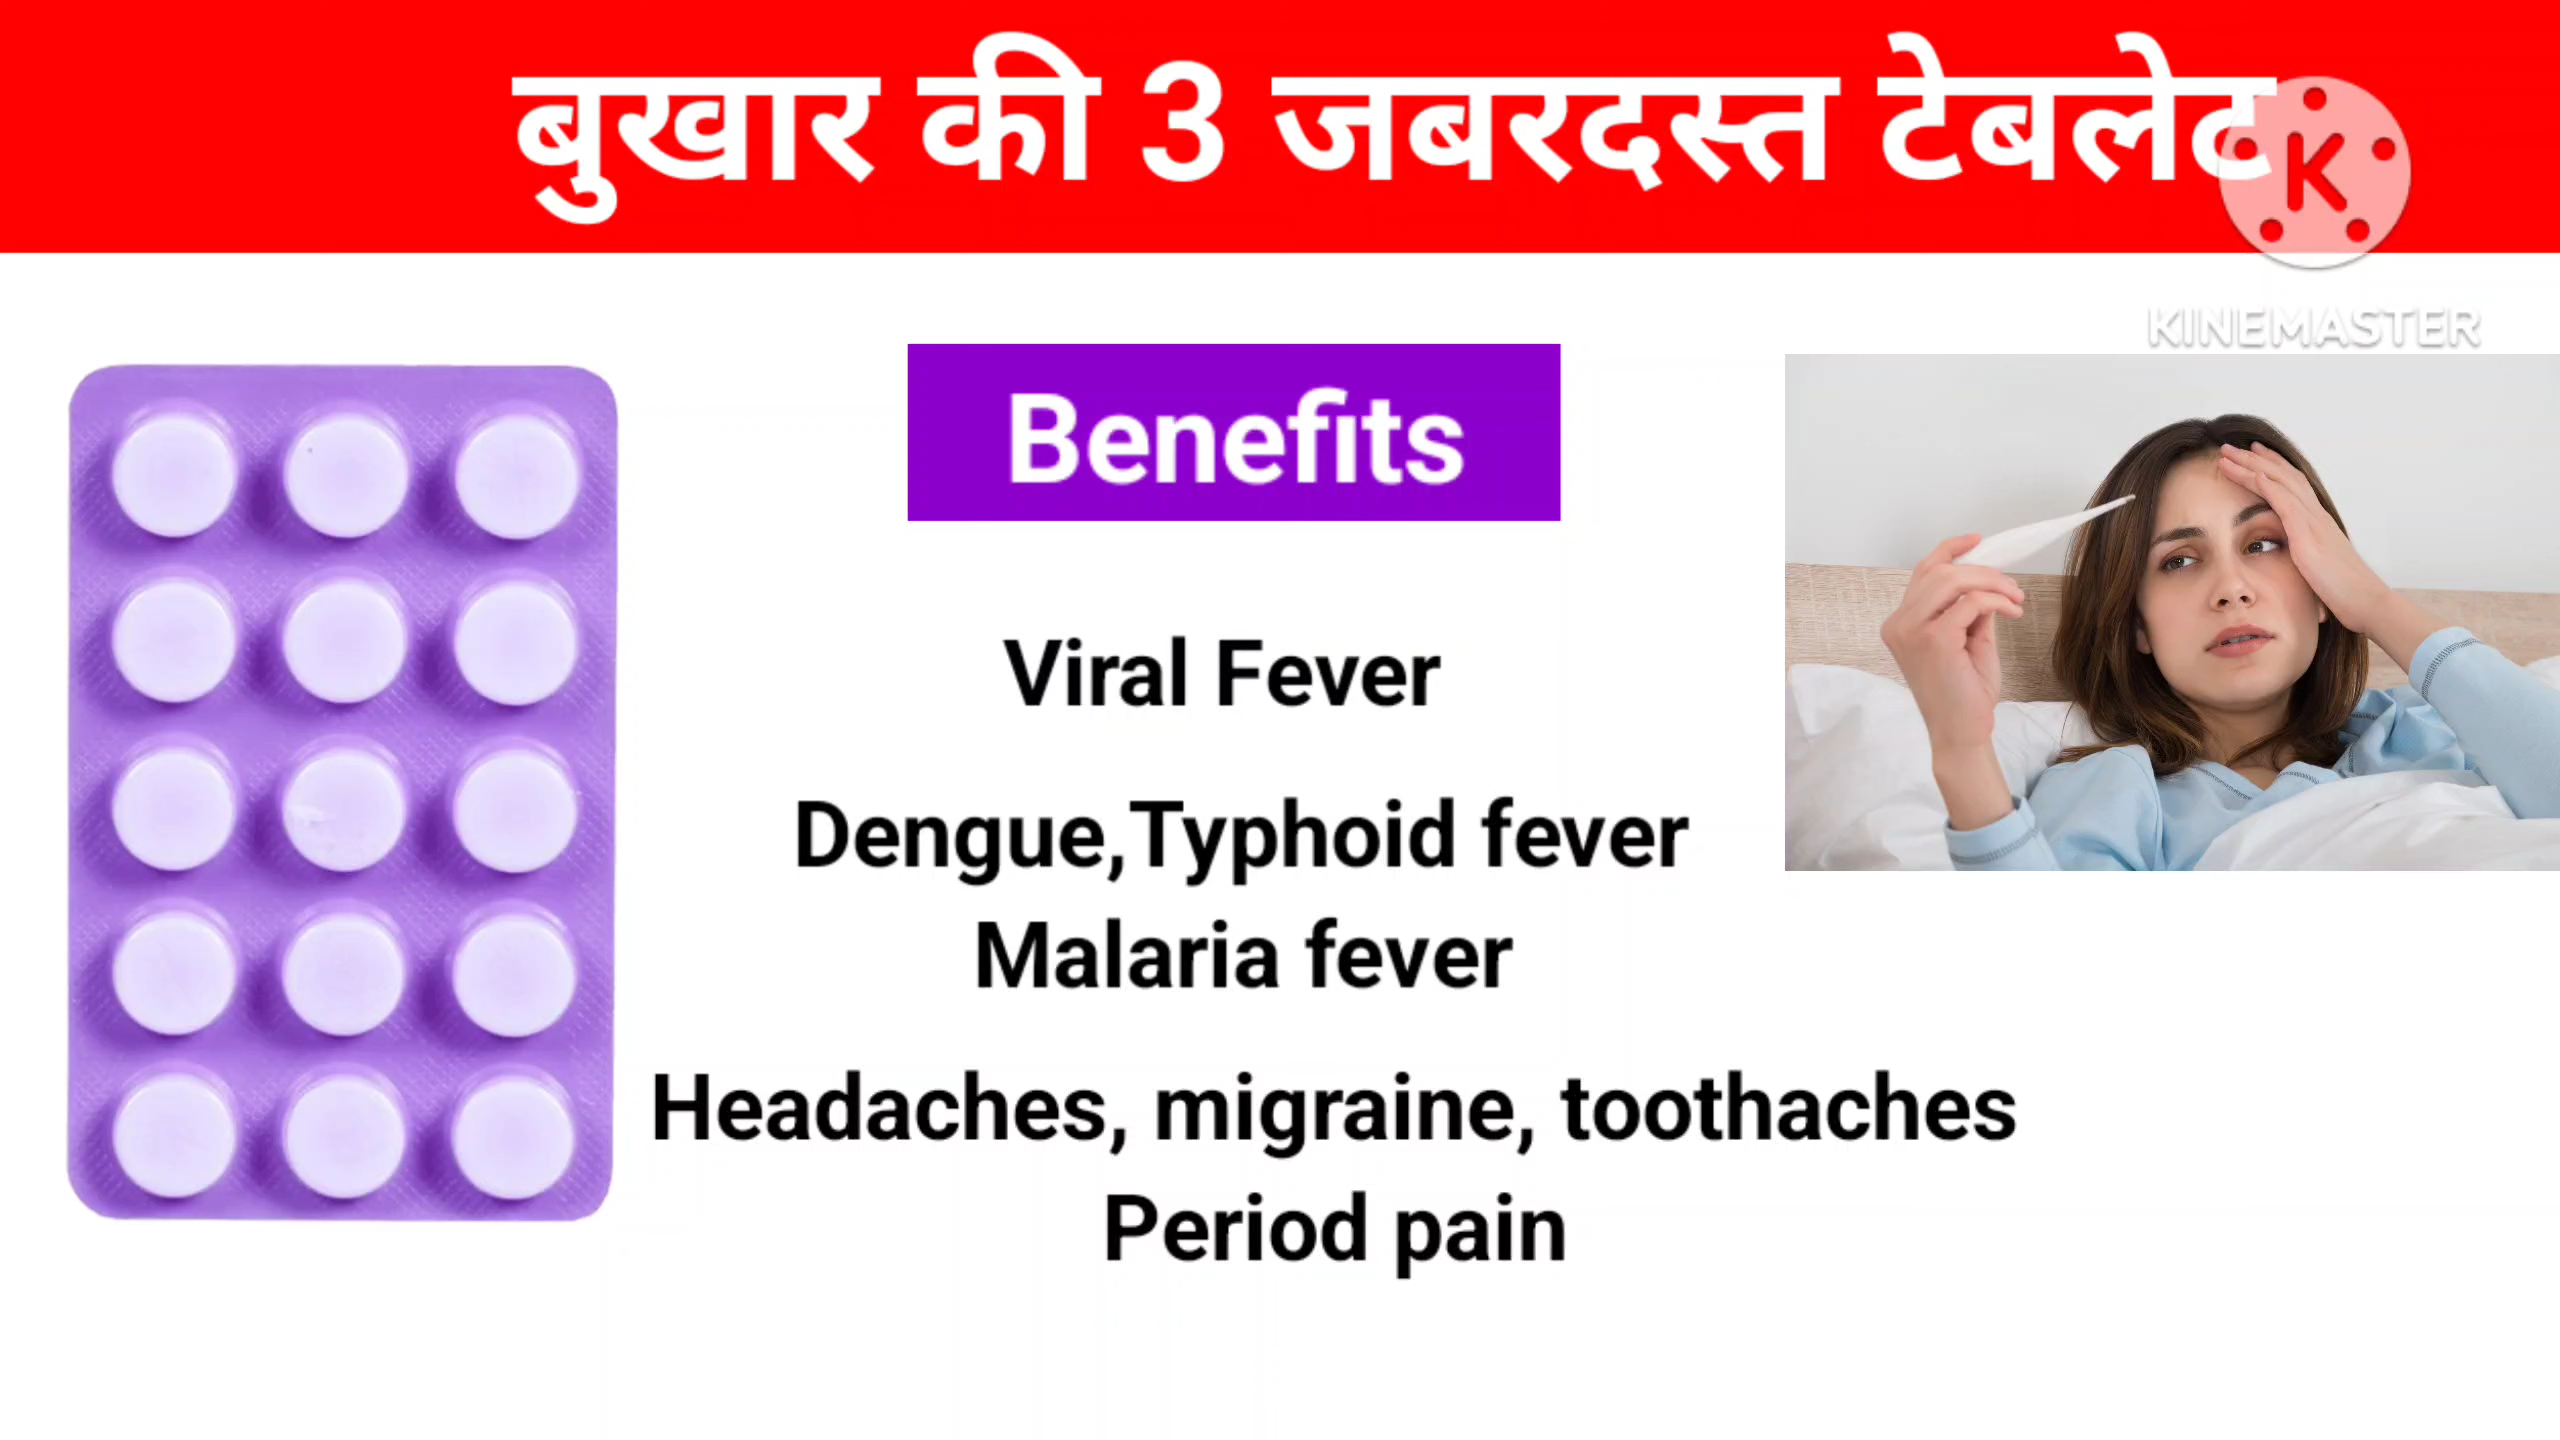 बुखार की 3 जबरदस्त टेबलेट
K
KINEMASTER
Benefits
Viral Fever
Dengue,Typhoid fever
Malaria fever
Headaches, migraine, toothaches
Period pain